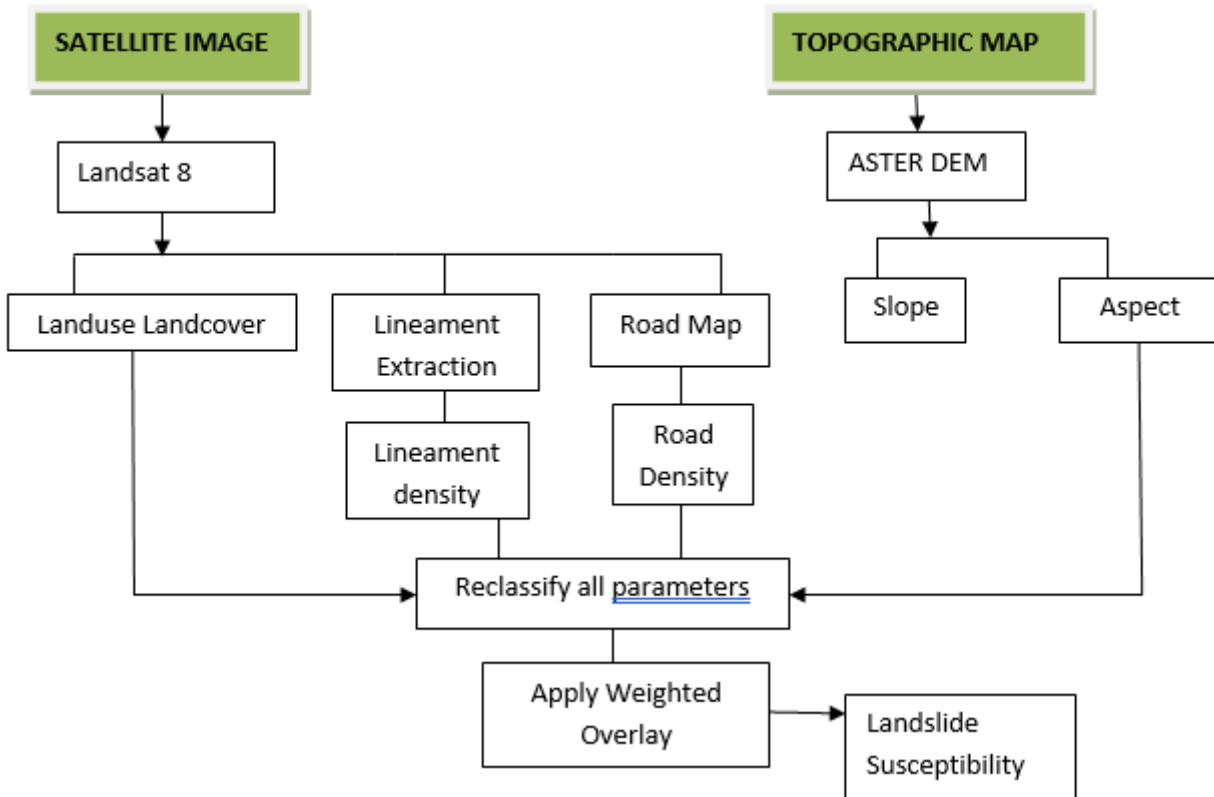 SATELLITE IMAGE
TOPOGRAPHIC MAP
Landsat 8
ASTER DEM
Landuse Landcover
Lineament
Extraction
Road Map
Slope
Aspect
Lineament
density
Road
Density
Reclassify all parameters
Apply Weighted
Overlay
Landslide
Susceptibility